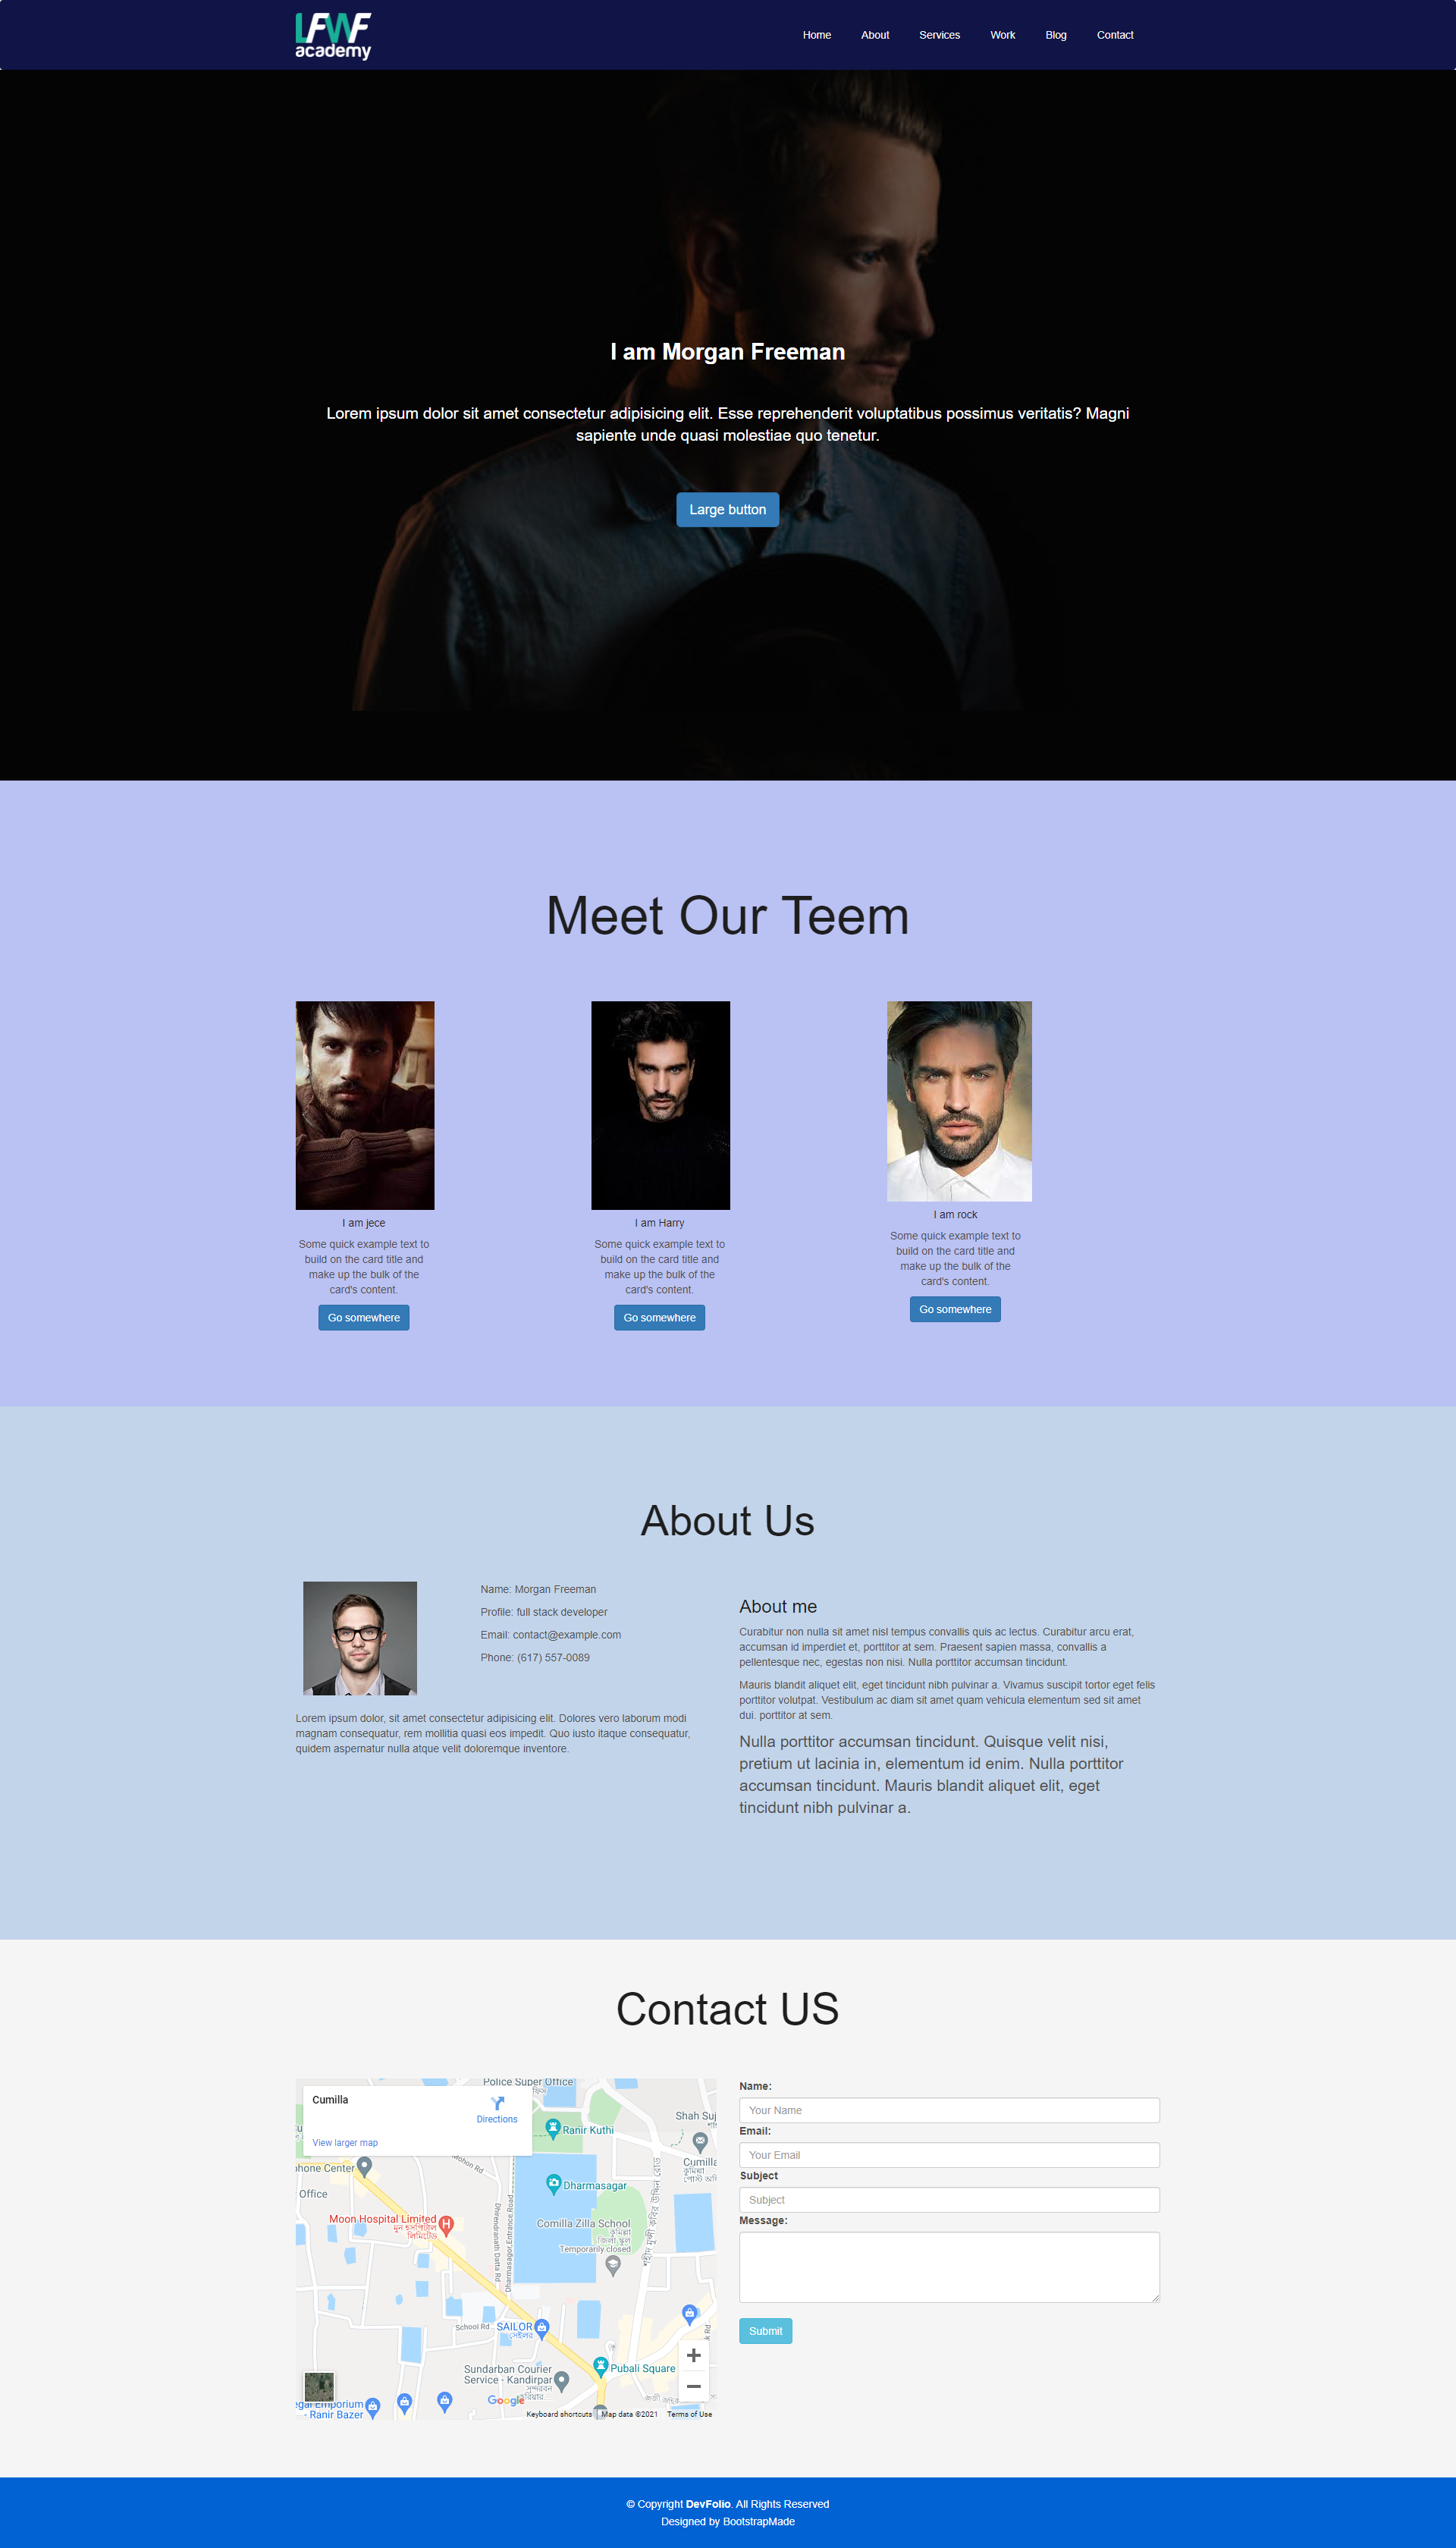 LFWF
academy
Home About Services Work Blog Contact
I am Morgan Freeman
Lorem ipsum dolor sit amet consectetur adipisicing elit. Esse reprehenderit voluptatibus possimus veritatis? Magni
sapiente unde quasi molestiae quo tenetur.
Large button
Meet Our Teem
I am jece
Some quick example text to
build on the card title and
make up the bulk of the
card's content.
Go somewhere
I am Harry
Some quick example text to
build on the card title and
make up the bulk of the
card's content.
Go somewhere
I am rock
Some quick example text to
build on the card title and
make up the bulk of the
card's content.
Go somewhere
About Us
Name: Morgan Freeman
Profile: full stack developer
Email: contact@example.com
Phone: (617) 557-0089
Lorem ipsum dolor, sit amet consectetur adipisicing elit. Dolores vero laborum modi
magnam consequatur, rem mollitia quasi eos impedit. Quo iusto itaque consequatur,
quidem aspernatur nulla atque velit doloremque inventore.
About me
Curabitur non nulla sit amet nisl tempus convallis quis ac lectus. Curabitur arcu erat,
accumsan id imperdiet et, porttitor at sem. Praesent sapien massa, convallis a
pellentesque nec, egestas non nisi. Nulla porttitor accumsan tincidunt.
Mauris blandit aliquet elit, eget tincidunt nibh pulvinar a. Vivamus suscipit tortor eget felis
porttitor volutpat. Vestibulum ac diam sit amet quam vehicula elementum sed sit amet
dui. porttitor at sem.
Nulla porttitor accumsan tincidunt. Quisque velit nisi,
pretium ut lacinia in, elementum id enim. Nulla porttitor
accumsan tincidunt. Mauris blandit aliquet elit, eget
tincidunt nibh pulvinar a.
Contact US
Cumilla
Directions
View larger map
Police Super Office
Ranir Kuthi
Shah Suj
Cumilla
phone Center
Mohon Rd
Office
Dharmasagar
Moon Hospital Limited
মুন হসপিটাল
লিমিটেড
Dhirendranath Datta Rd
Dharmasagor Entrance Road
Comilla Zilla School
কুমিল্লা
জিলা স্কুল
Temporarily closed
School Rd
SAILOR
সেইলর
Sundarban Courier
Service - Kandirpar
সুন্দরবন
Pubali Square
egal Emporium
- Ranir Bazer
Google
Keyboard shortcuts Map data ©2021 Terms of Use
Name:
Your Name
Email:
Your Email
Subject
Subject
Message:
Submit
© Copyright DevFolio. All Rights Reserved
Designed by BootstrapMade